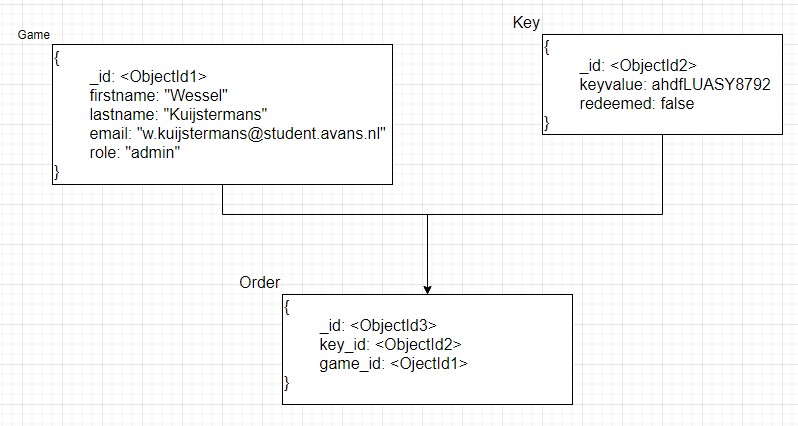 Game
{
_id: <ObjectId1>
firstname: "Wessel"
lastname: "Kuijstermans"
email: "w.kuijstermans@student.avans.nl"
role: "admin"
}
Key
{
_id: <ObjectId2>
keyvalue: ahdfLUASY8792
redeemed: false
}
Order
{
_id: <ObjectId3>
key_id: <ObjectId2>
game_id: <OjectId1>
}